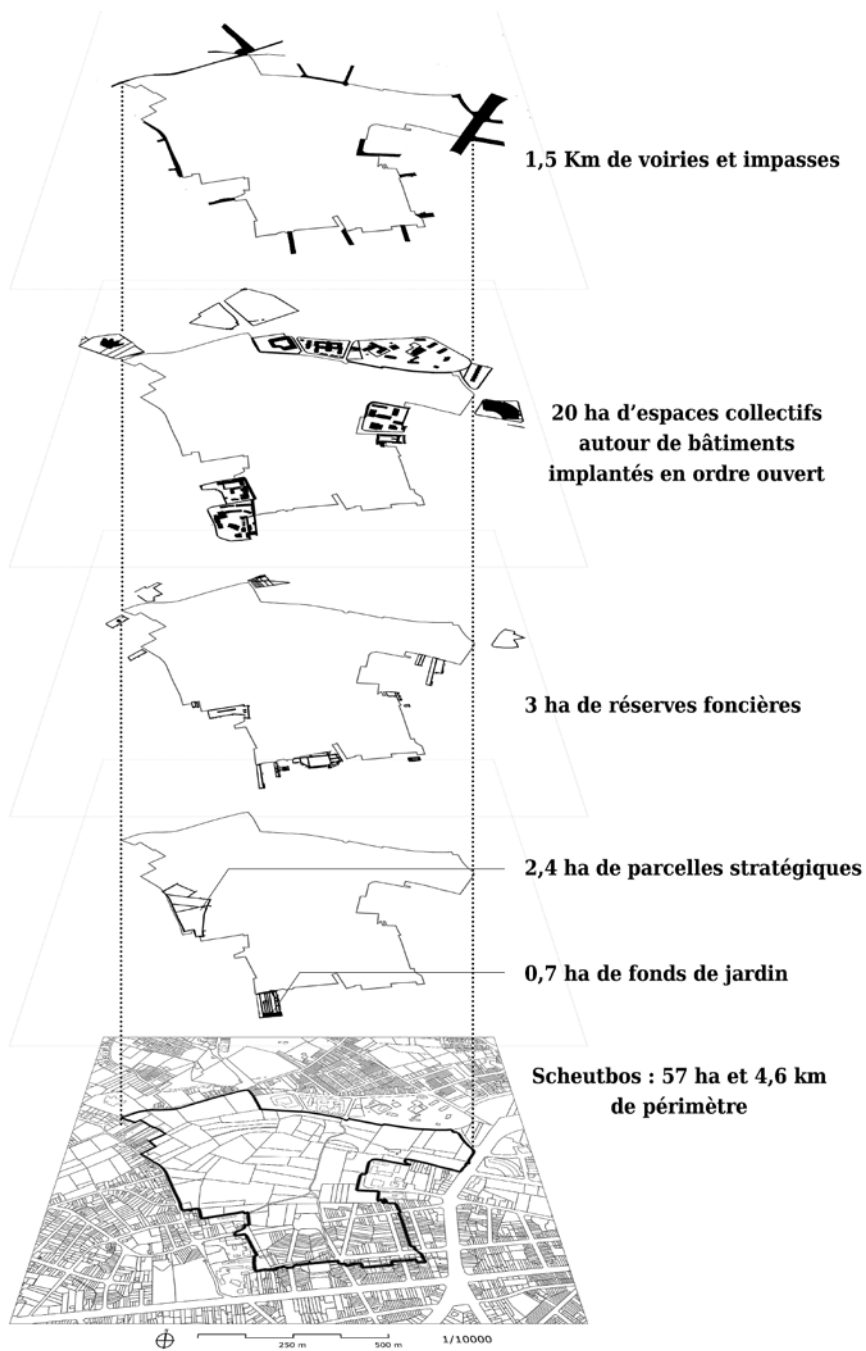 1,5 Km de voiries et impasses
20 ha d’espaces collectifs
autour de bâtiments
implantés en ordre ouvert
3 ha de réserves foncières
2,4 ha de parcelles stratégiques
0,7 ha de fonds de jardin
Scheutbos : 57 ha et 4,6 km
de périmètre
250 m
500 m
1/10000